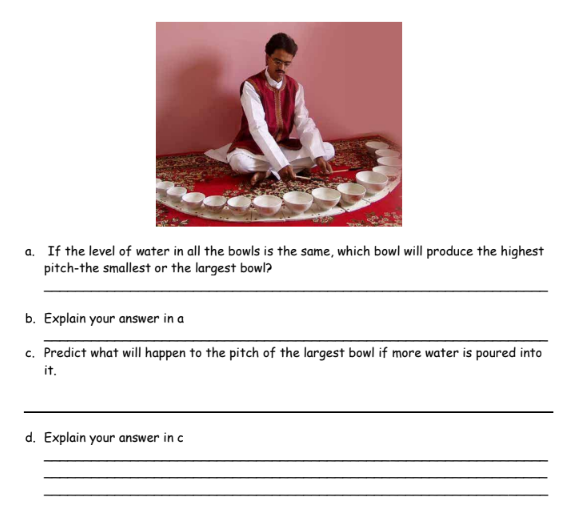 a. If the level of water in all the bowls is the same, which bowl will produce the highest
pitch-the smallest or the largest bowl?
b. Explain your answer in a
c. Predict what will happen to the pitch of the largest bowl if more water is poured into
it.
d. Explain your answer in c